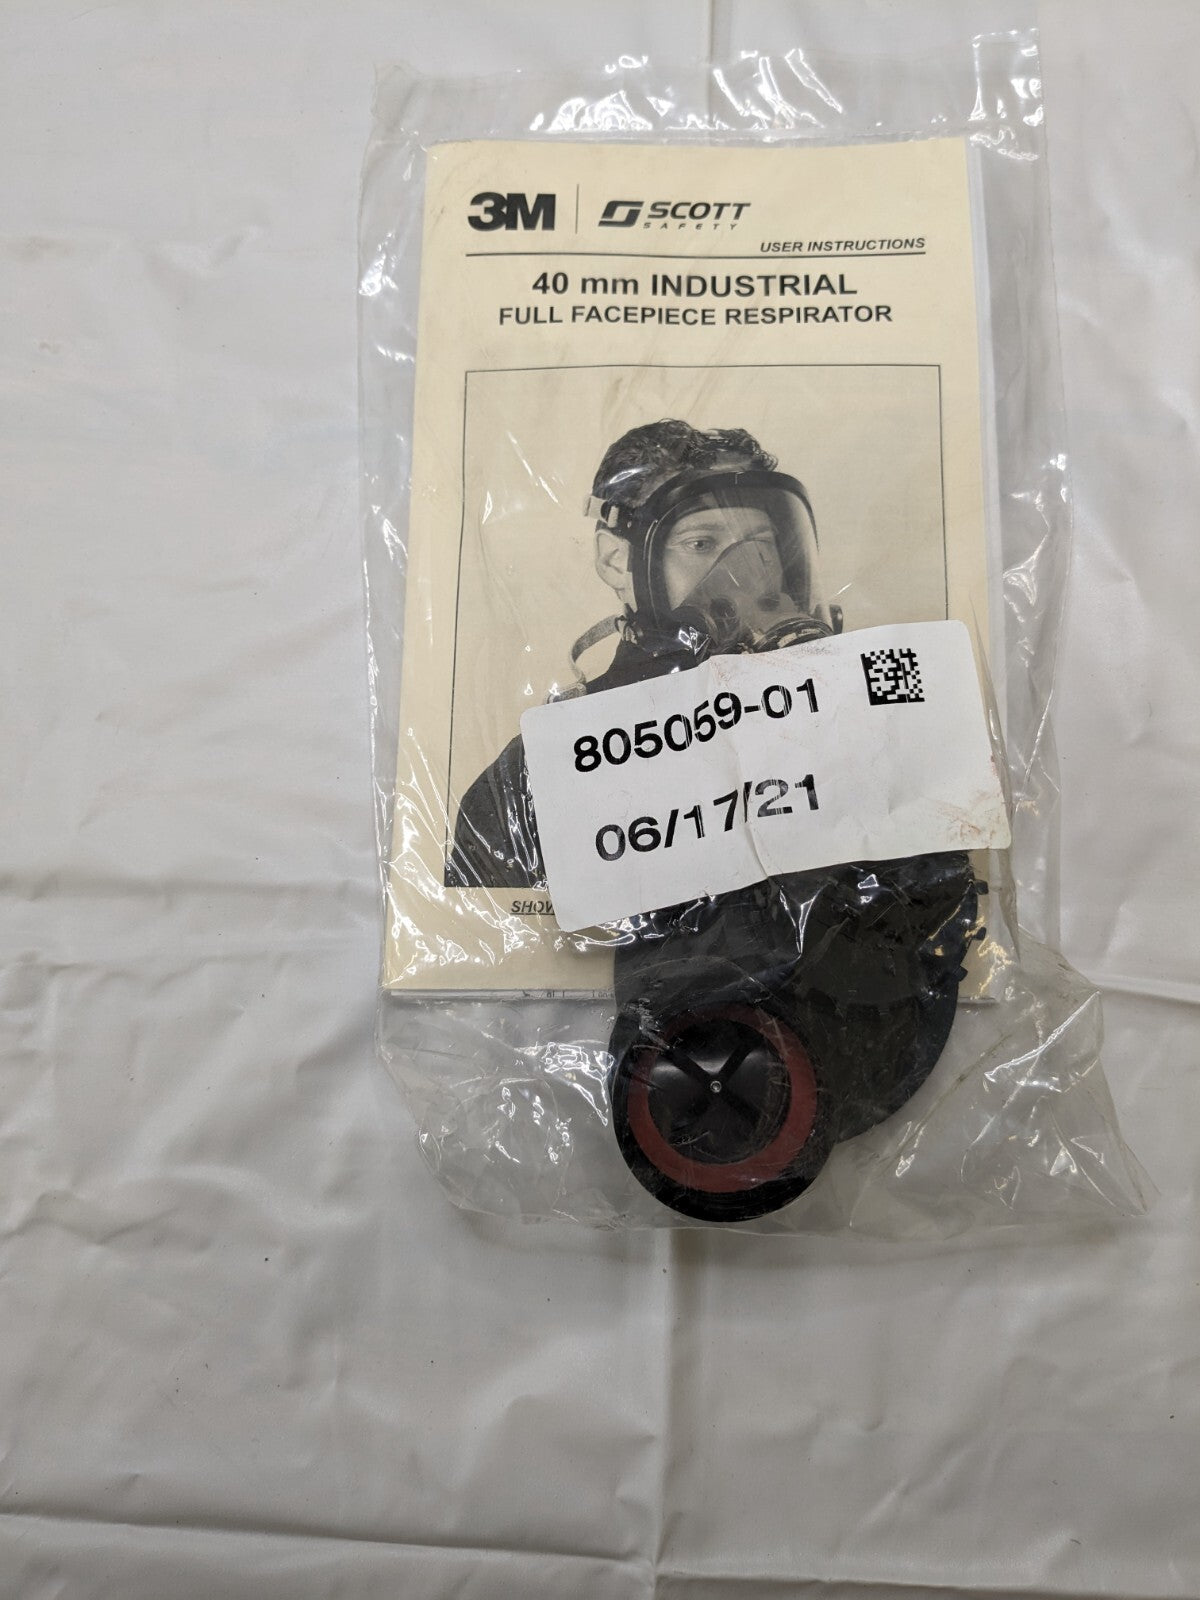 3M SCOTT
SAFETY
USER INSTRUCTIONS
40 mm INDUSTRIAL
FULL FACEPIECE RESPIRATOR
805059-01
06/17/21